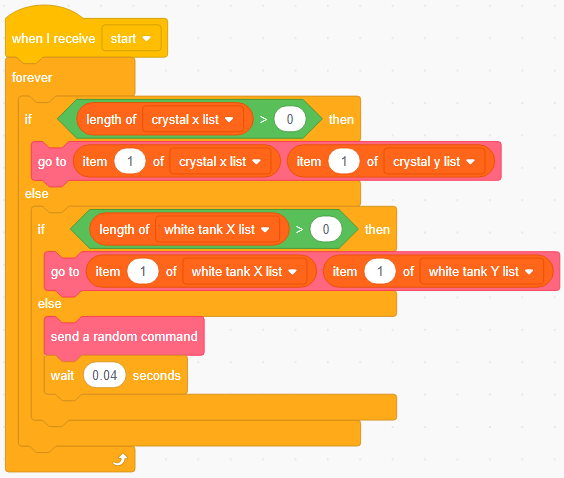 when I receive start
forever
if length of crystal x list > 0 then
go to item 1 of crystal x list item 1 of crystal y list
else
if length of white tank X list > 0 then
go to item 1 of white tank X list item 1 of white tank Y list
else
send a random command
wait 0.04 seconds